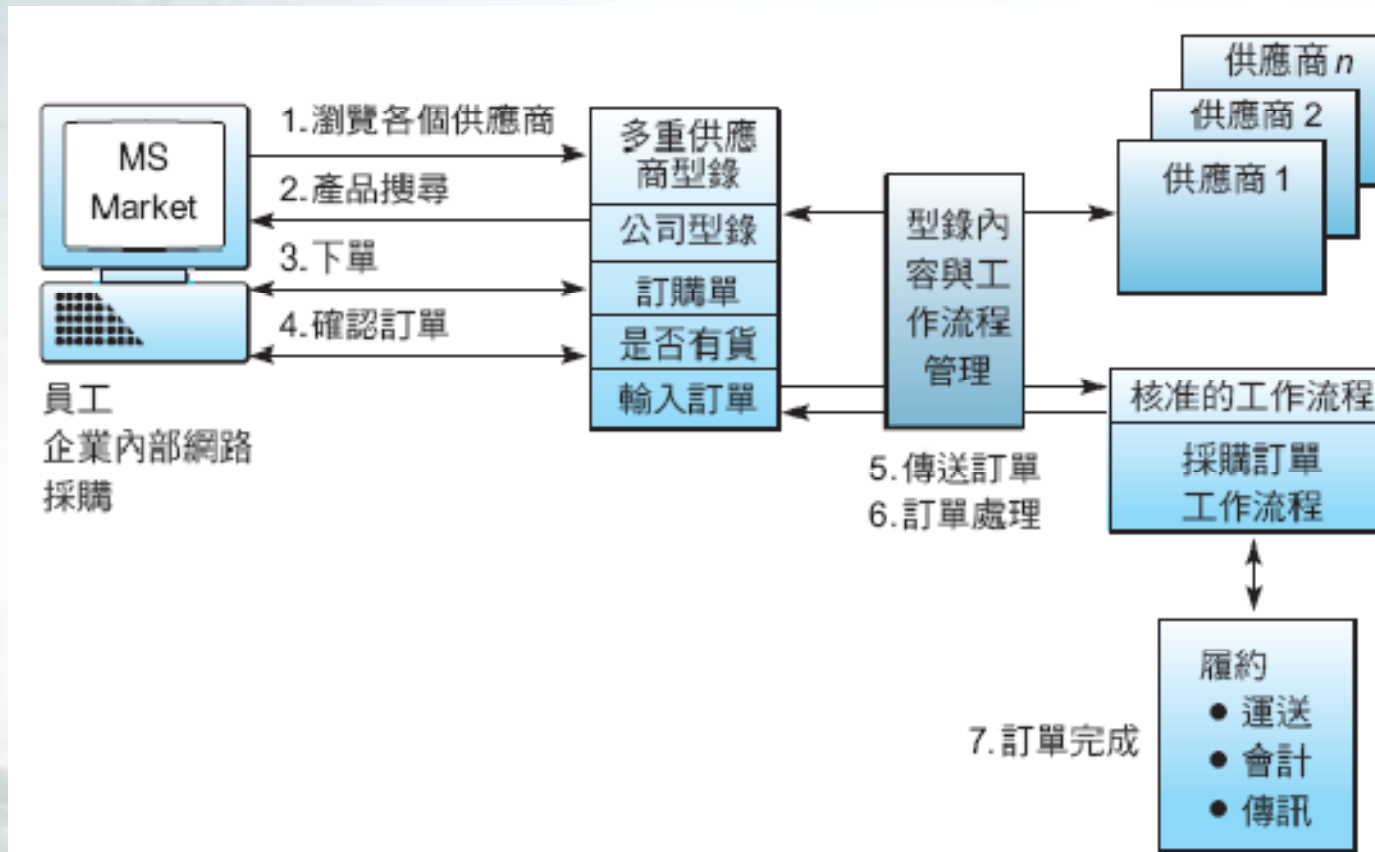 MS
Market
員工
企業內部網路
採購
1.瀏覽各個供應商
2.產品搜尋
3.下單
4.確認訂單
多重供應
商型錄
公司型錄
訂購單
是否有貨
輸入訂單
型錄內
容與工
作流程
管理
供應商 n
供應商 2
供應商 1
5.傳送訂單
6.訂單處理
核准的工作流程
採購訂單
工作流程
7.訂單完成
履約
● 運送
● 會計
● 傳訊